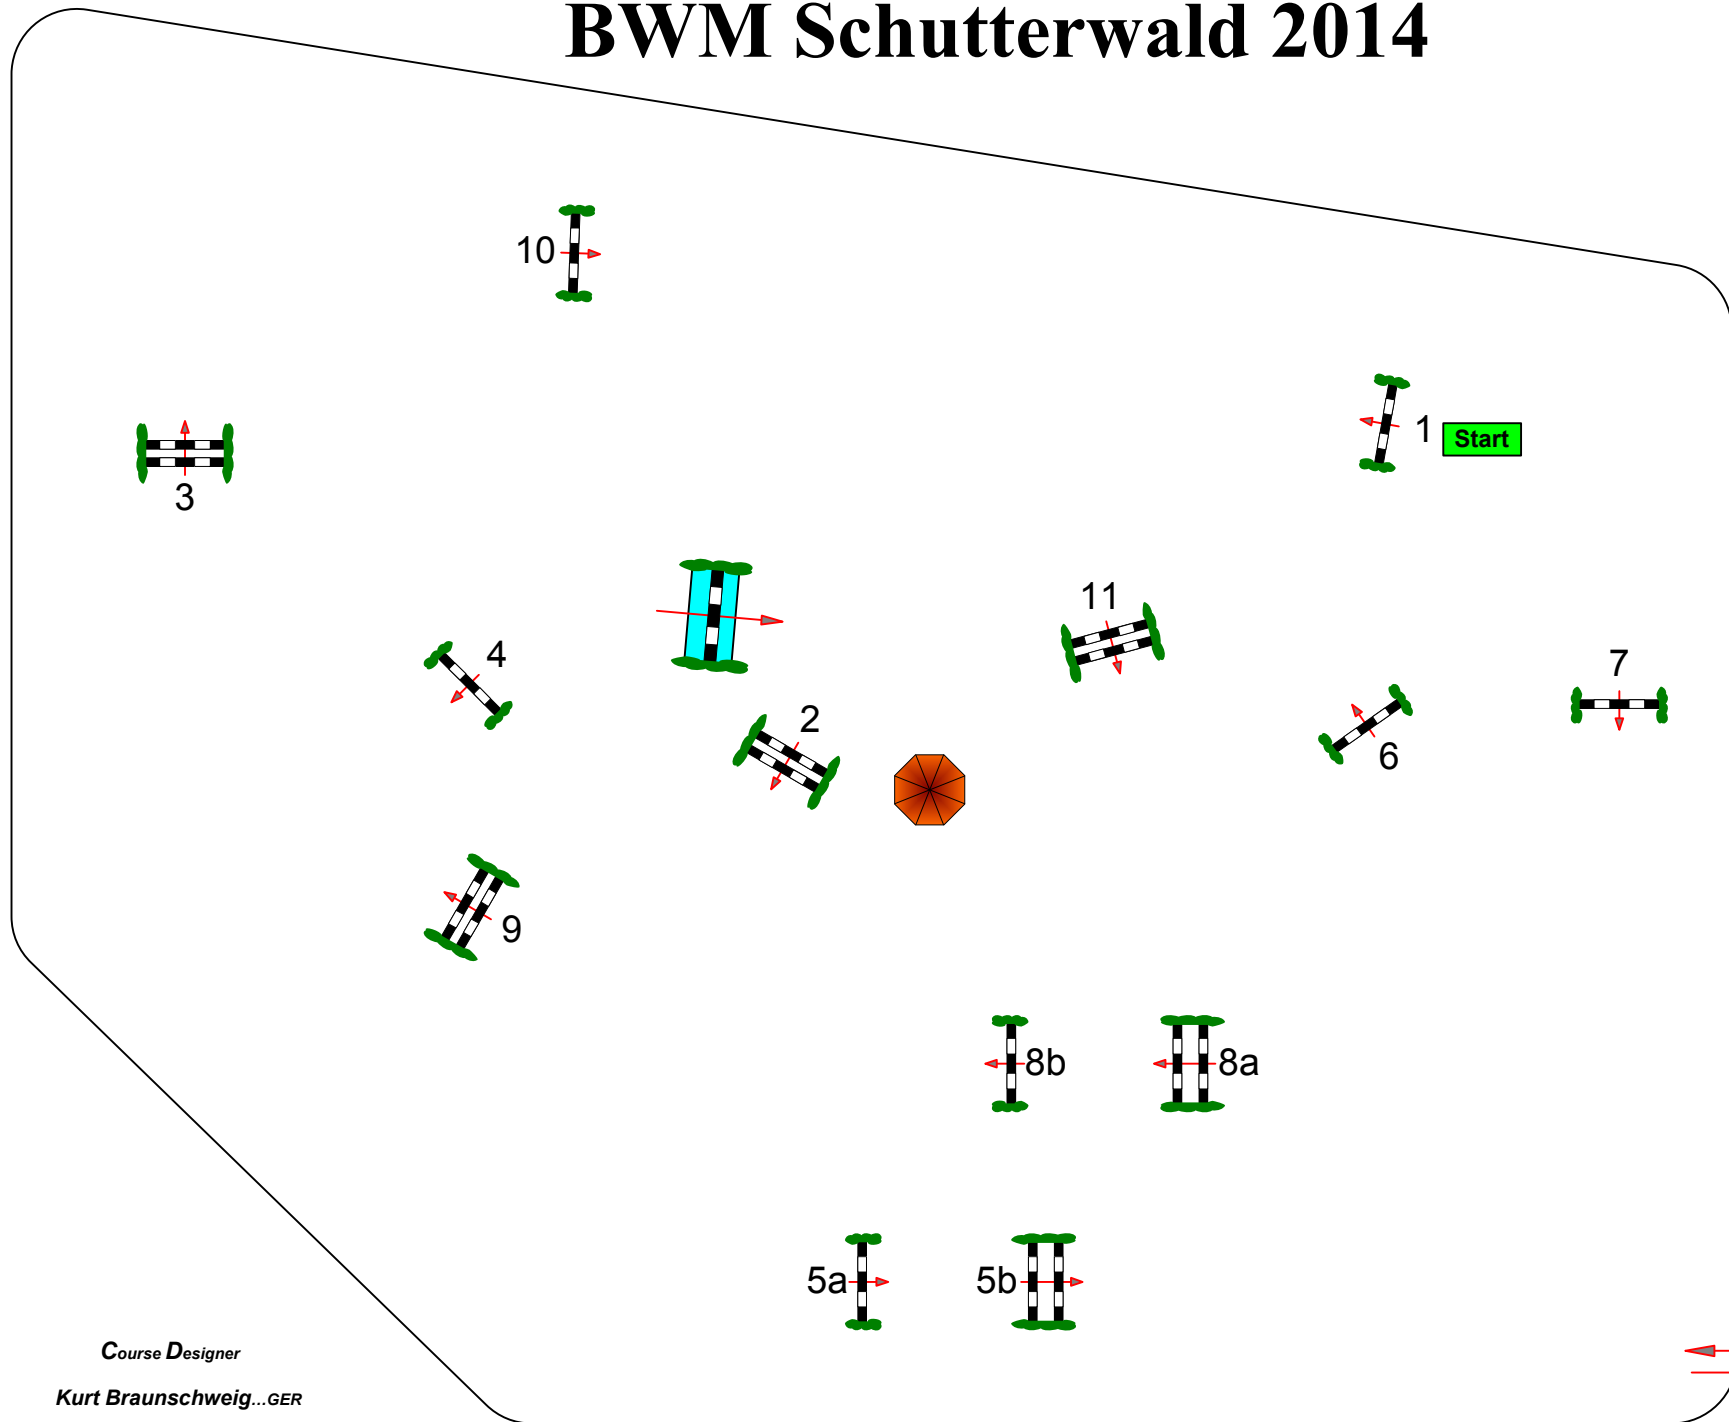 BWM Schutterwald 2014
10
1
Start
3
11
4
7
2
6
9
8b
8a
5a
5b
Course Designer
Kurt Braunschweig...GER